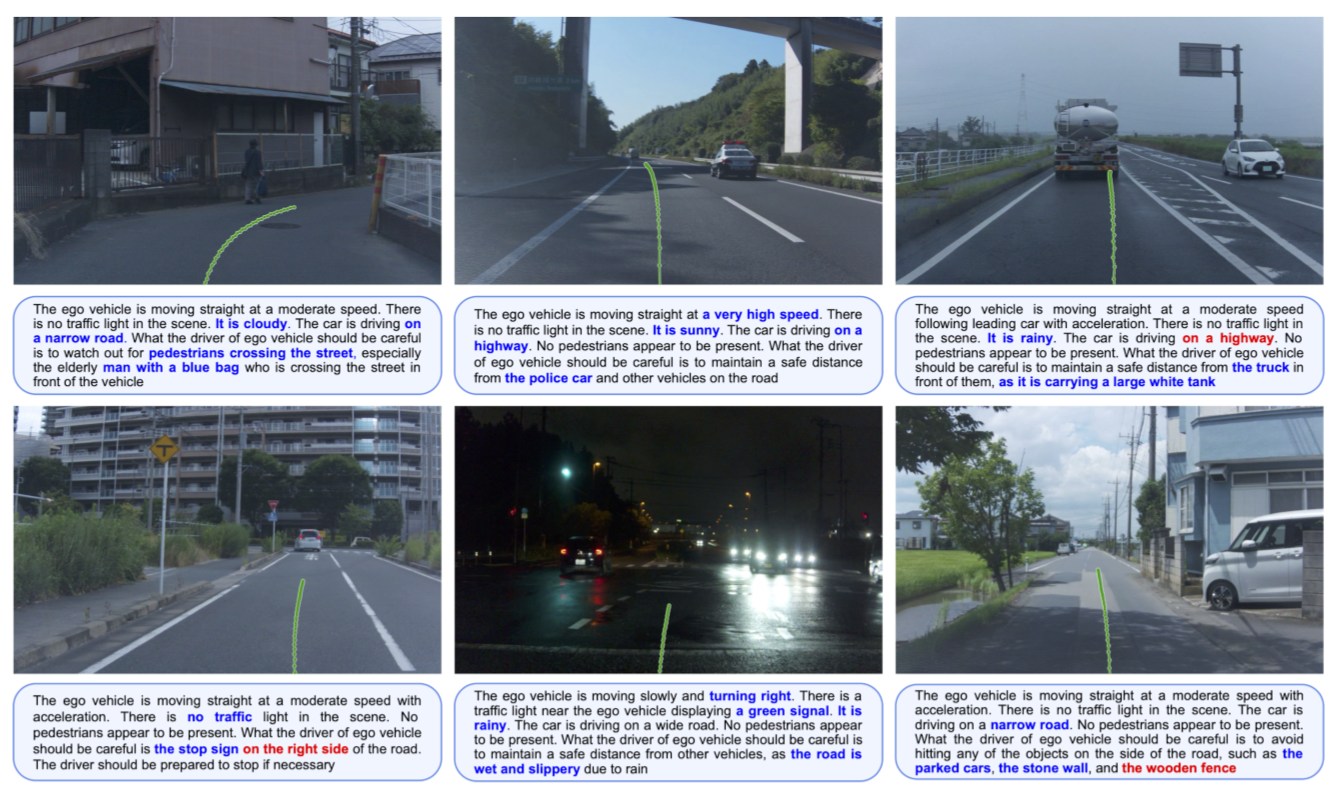 The ego vehicle is moving straight at a moderate speed. There
is no traffic light in the scene. It is cloudy. The car is driving on
a narrow road. What the driver of ego vehicle should be careful
is to watch out for pedestrians crossing the street, especially
the elderly man with a blue bag who is crossing the street in
front of the vehicle
The ego vehicle is moving straight at a very high speed. There
is no traffic light in the scene. It is sunny. The car is driving on a
highway. No pedestrians appear to be present. What the driver
of ego vehicle should be careful is to maintain a safe distance
from the police car and other vehicles on the road
The ego vehicle is moving straight at a moderate speed
following leading car with acceleration. There is no traffic light in
the scene. It is rainy. The car is driving on a highway. No
pedestrians appear to be present. What the driver of ego vehicle
should be careful is to maintain a safe distance from the truck in
front of them, as it is carrying a large white tank
The ego vehicle is moving straight at a moderate speed with
acceleration. There is no traffic light in the scene. No
pedestrians appear to be present. What the driver of ego vehicle
should be careful is the stop sign on the right side of the road.
The driver should be prepared to stop if necessary
The ego vehicle is moving slowly and turning right. There is a
traffic light near the ego vehicle displaying a green signal. It is
rainy. The car is driving on a wide road. No pedestrians appear
to be present. What the driver of ego vehicle should be careful is
to maintain a safe distance from other vehicles, as the road is
wet and slippery due to rain
The ego vehicle is moving straight at a moderate speed with
acceleration. There is no traffic light in the scene. The car is
driving on a narrow road. No pedestrians appear to be present.
What the driver of ego vehicle should be careful is to avoid
hitting any of the objects on the side of the road, such as the
parked cars, the stone wall, and the wooden fence